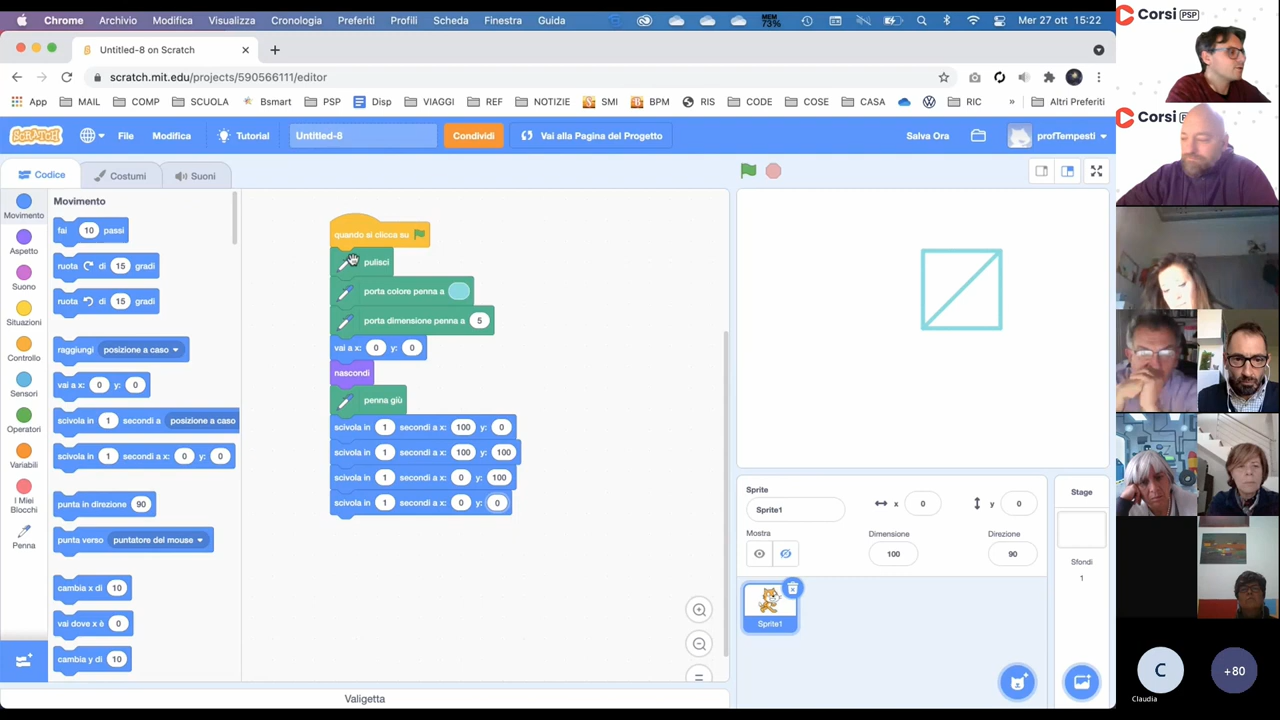 Chrome Archivio Modifica Visualizza Cronologia Preferiti Profili Scheda Finestra Guida MEM 73% Mer 27 ott 15:22
Untitled-8 on Scratch
scratch.mit.edu/projects/590566111/editor
App MAIL COMP SCUOLA Bsmart PSP Disp VIAGGI REF NOTIZIE SMI BPM RIS CODE COSE CASA RIC » Altri Preferiti
SCRATCH File Modifica Tutorial Untitled-8 Condividi Vai alla Pagina del Progetto Salva Ora profTempesti
Codice Costumi Suoni
Movimento
Aspetto
Suono
Situazioni
Controllo
Sensori
Operatori
Variabili
I Miei
Blocchi
Penna
Movimento
fai 10 passi
ruota di 15 gradi
ruota di 15 gradi
raggiungi posizione a caso
vai a x: 0 y: 0
scivola in 1 secondi a posizione a caso
scivola in 1 secondi a x: 0 y: 0
punta in direzione 90
punta verso puntatore del mouse
cambia x di 10
vai dove x è 0
cambia y di 10
quando si clicca su
pulisci
porta colore penna a
porta dimensione penna a 5
vai a x: 0 y: 0
nascondi
penna giù
scivola in 1 secondi a x: 100 y: 0
scivola in 1 secondi a x: 100 y: 100
scivola in 1 secondi a x: 0 y: 100
scivola in 1 secondi a x: 0 y: 0
Valigetta
Sprite
Sprite1
x 0 y 0
Mostra Dimensione Direzione
100 90
Sprite1
Stage
Sfondi
1
Corsi PSP
Corsi
C
Claudia
+80